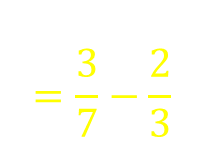 = 3/7 − 2/3